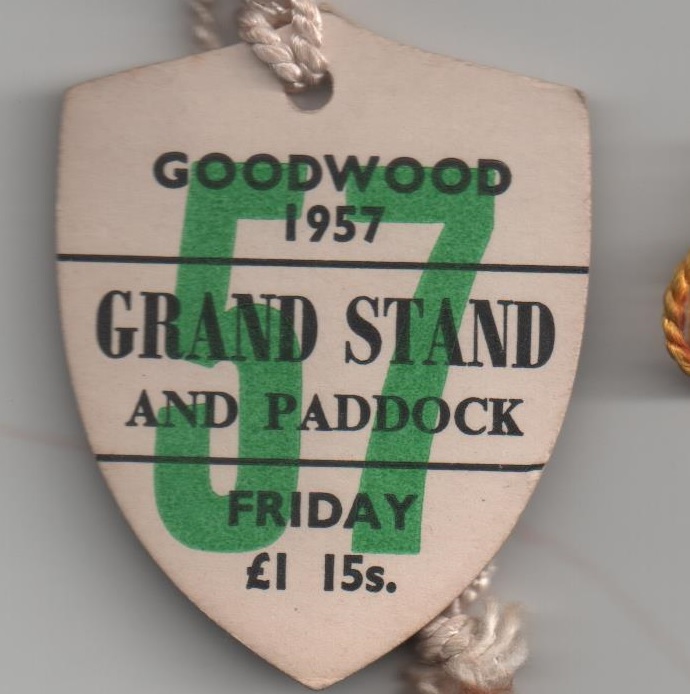 GOODWOOD
1957
57
GRAND STAND
AND PADDOCK
FRIDAY
£1 15s.